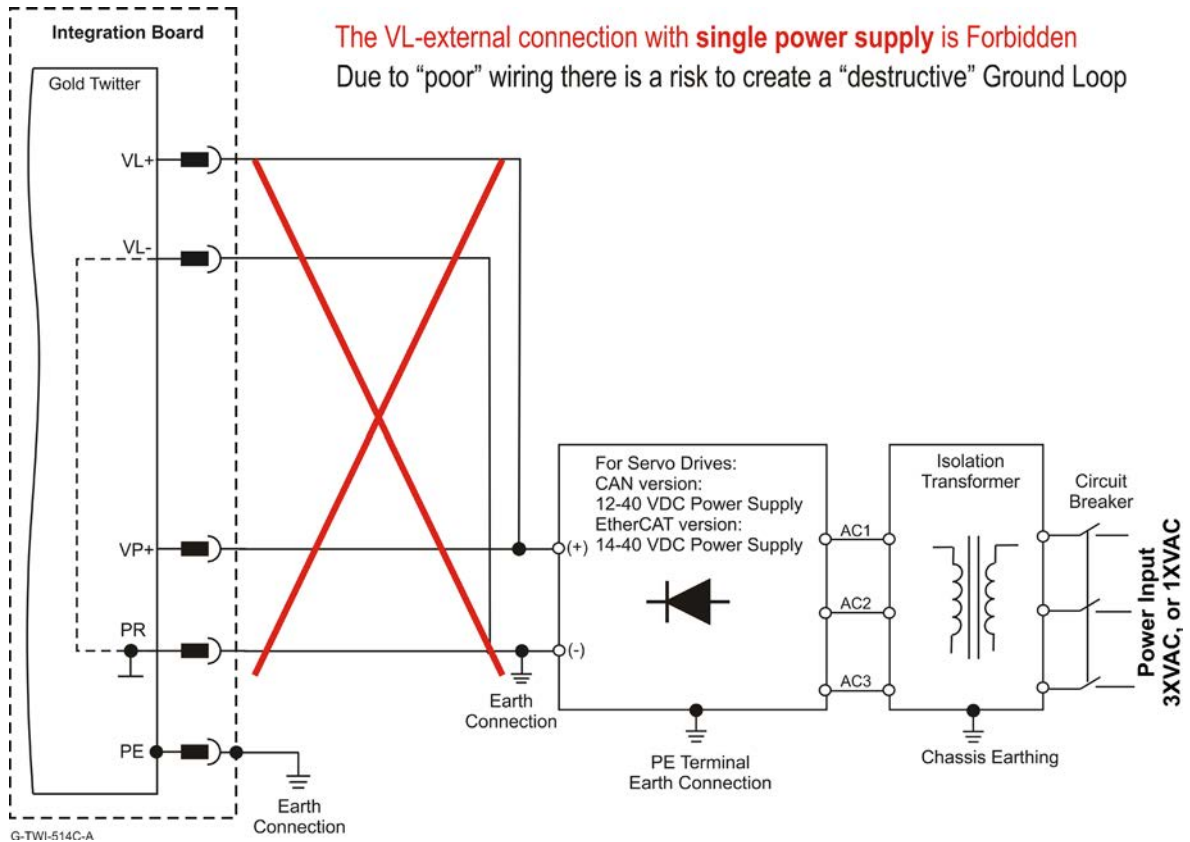 Integration Board
The VL-external connection with single power supply is Forbidden
Due to “poor” wiring there is a risk to create a “destructive” Ground Loop
Gold Twitter
VL+
VL-
VP+
PR
PE
Earth
Connection
Earth
Connection
For Servo Drives:
CAN version:
12-40 VDC Power Supply
EtherCAT version:
14-40 VDC Power Supply
(+)
(-)
PE Terminal
Earth Connection
AC1
AC2
AC3
Isolation
Transformer
Chassis Earthing
Circuit
Breaker
Power Input
3XVAC, or 1XVAC
G-TWI-514C-A